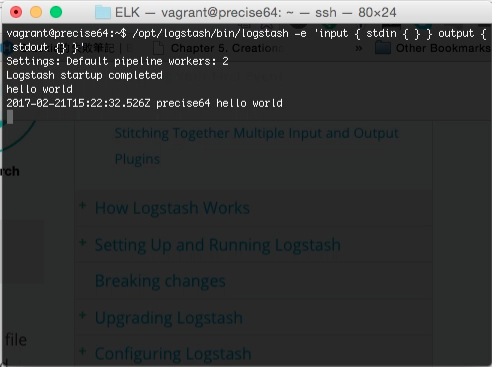 ELK — vagrant@precise64: ~ — ssh — 80×24
vagrant@precise64:~$ /opt/logstash/bin/logstash -e 'input { stdin { } } output {
 stdout {} }'
Chapter 5. Creation
» Other Bookmarks
Settings: Default pipeline workers: 2
Logstash startup completed
hello world
2017-02-21T15:22:32.526Z precise64 hello world
Stitching Together Multiple Input and Output
Plugins
rch
+ How Logstash Works
+ Setting Up and Running Logstash
Breaking changes
+ Upgrading Logstash
file
+ Configuring Logstash